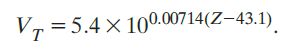 V_T = 5.4 × 10^{0.00714(Z−43.1)}.